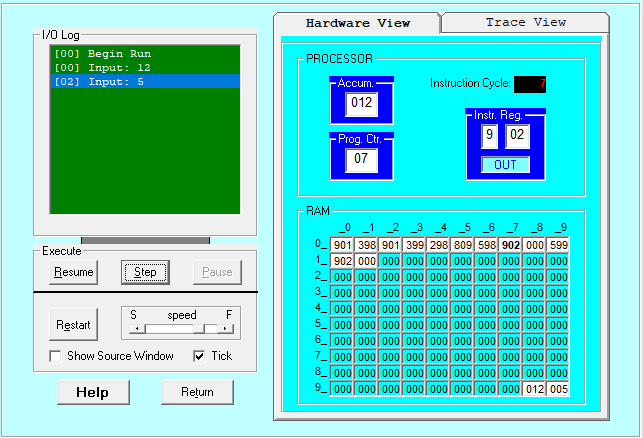 Hardware View
Trace View
I/O Log
[00] Begin Run
[00] Input: 12
[02] Input: 5
Execute
Resume Step Pause
Restart
S speed F
Show Source Window Tick
Help Return
PROCESSOR
Accum.
012
Instruction Cycle: 7
Prog. Ctr.
07
Instr. Reg.
9 02
OUT
RAM
_0 _1 _2 _3 _4 _5 _6 _7 _8 _9
0_ 901 398 901 399 298 809 598 902 000 599
1_ 902 000 000 000 000 000 000 000 000 000
2_ 000 000 000 000 000 000 000 000 000 000
3_ 000 000 000 000 000 000 000 000 000 000
4_ 000 000 000 000 000 000 000 000 000 000
5_ 000 000 000 000 000 000 000 000 000 000
6_ 000 000 000 000 000 000 000 000 000 000
7_ 000 000 000 000 000 000 000 000 000 000
8_ 000 000 000 000 000 000 000 000 000 000
9_ 000 000 000 000 000 000 000 000 012 005